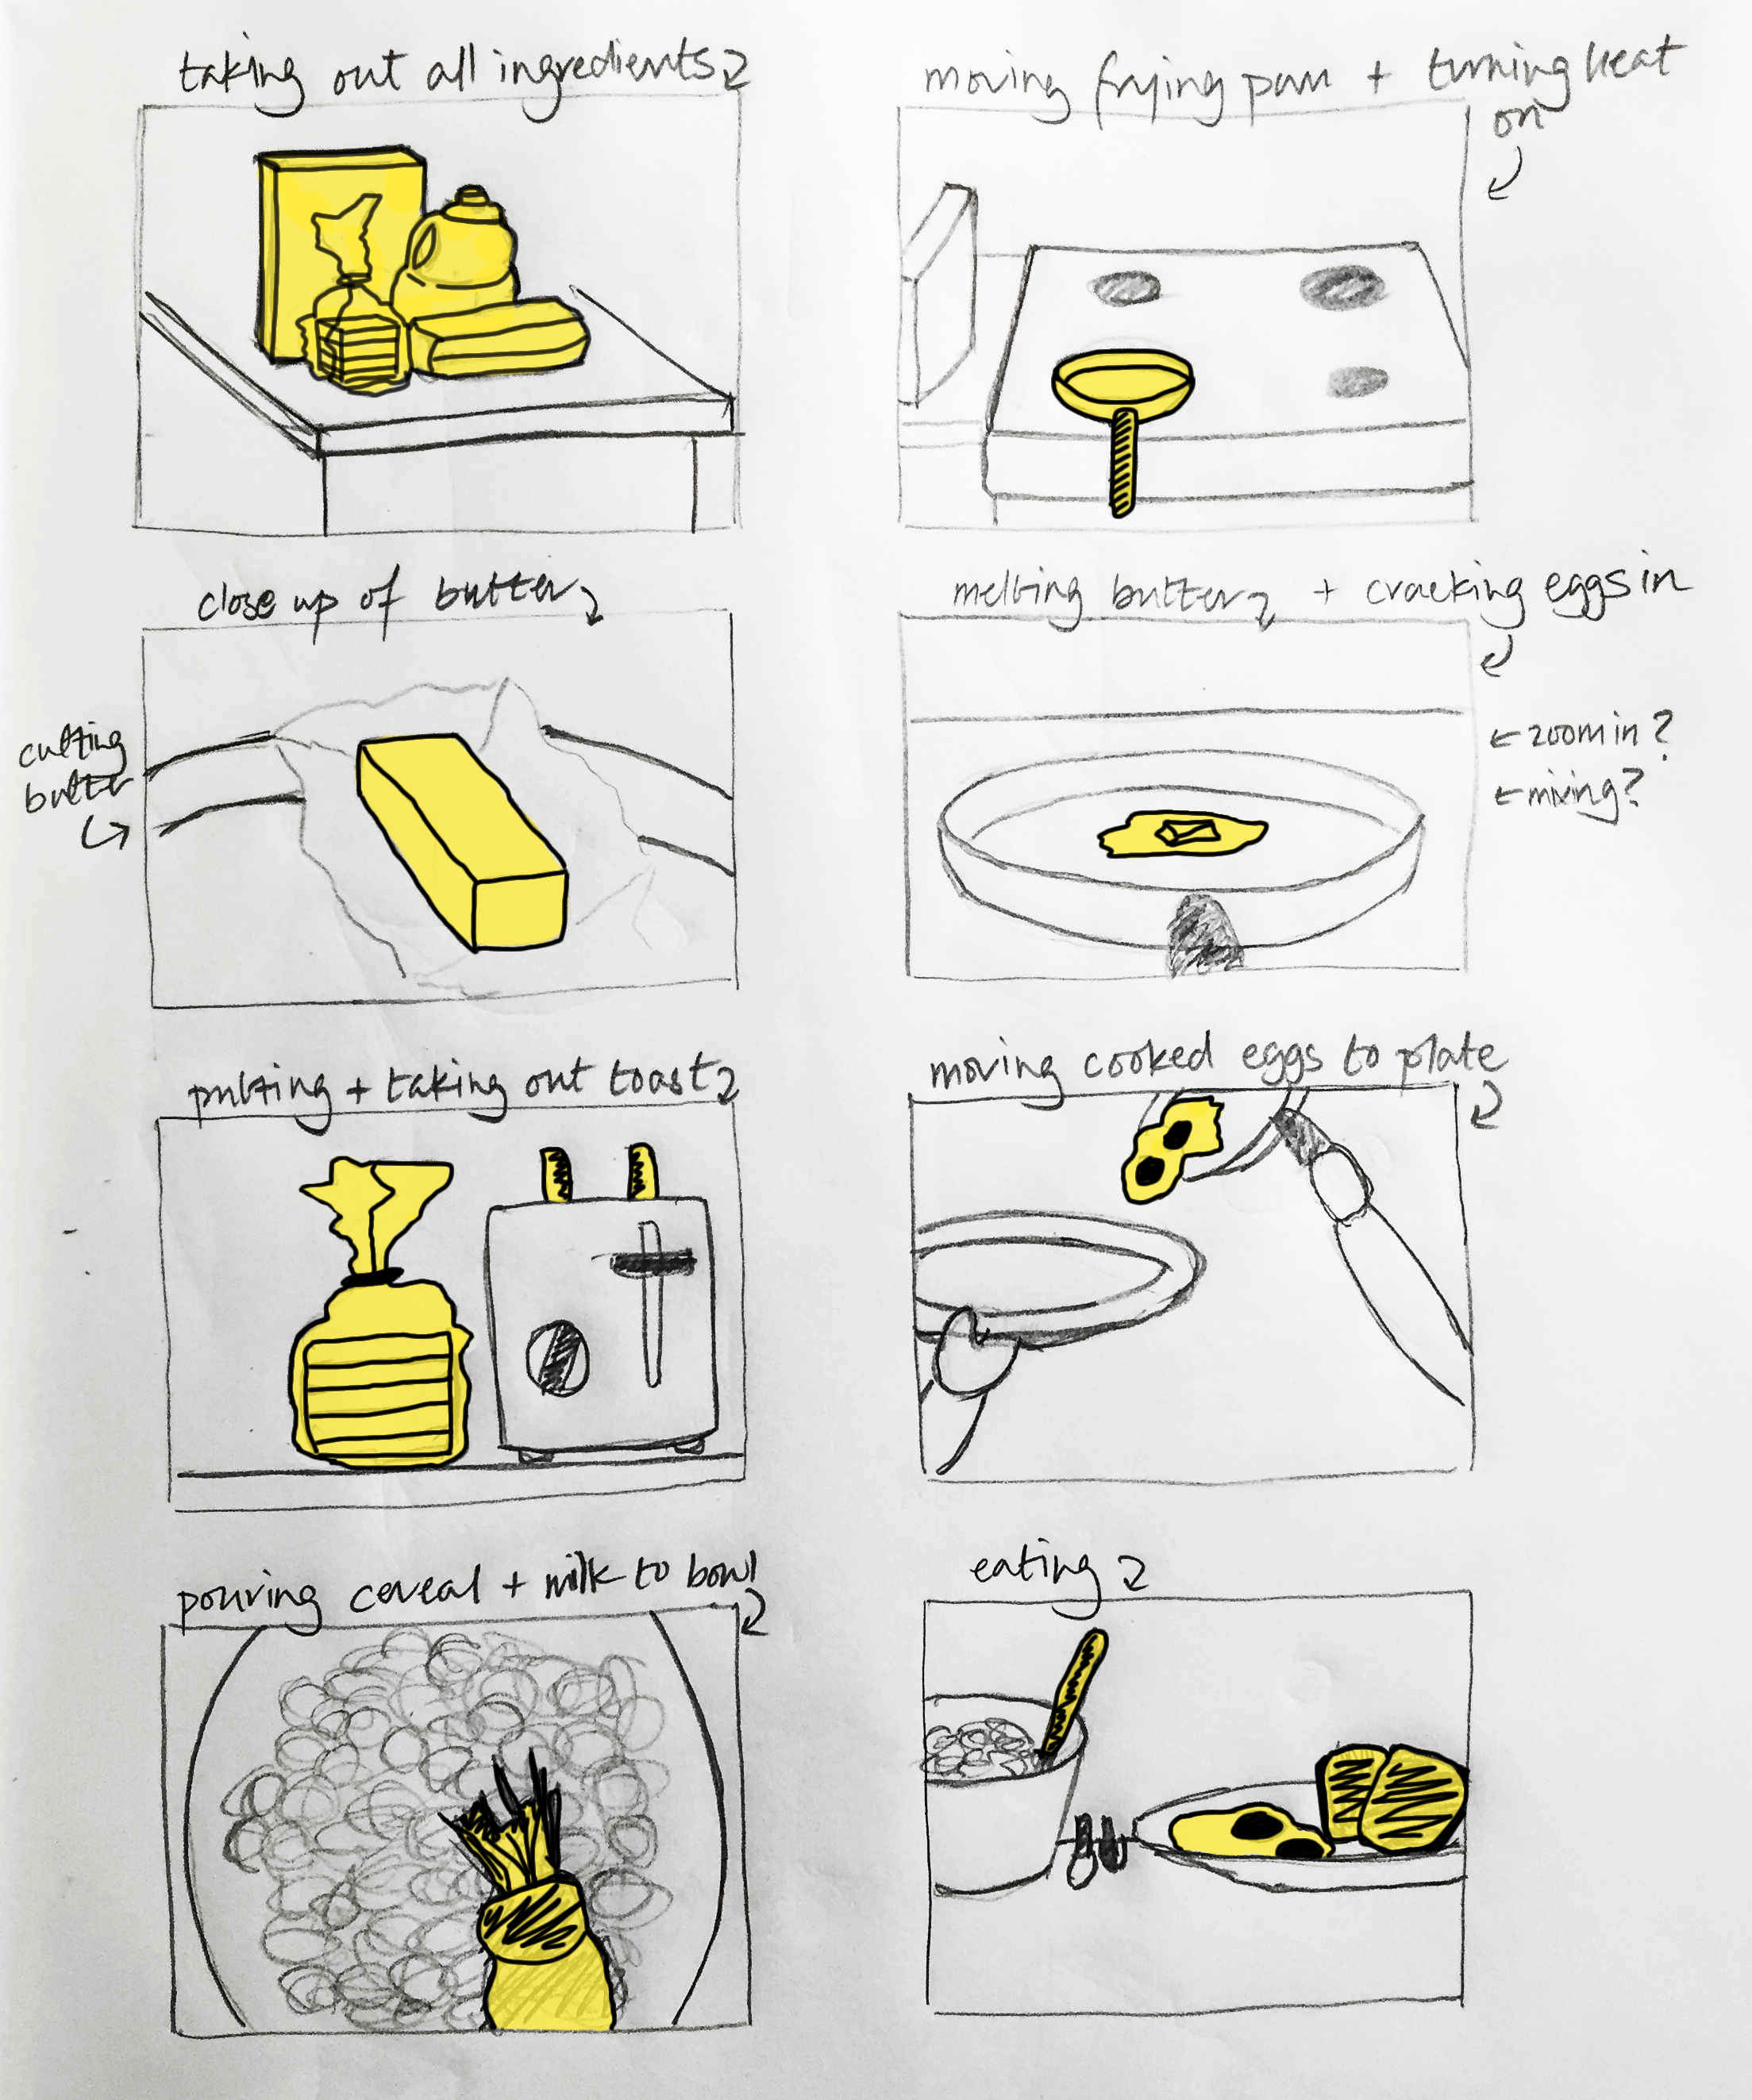 taking out all ingredients
moving frying pan + turning heat
on
close up of butter
cutting
butter
melting butter + cracking eggs in
← zoom in?
← mixing?
putting + taking out toast
moving cooked eggs to plate
pouring cereal + milk to bowl
eating